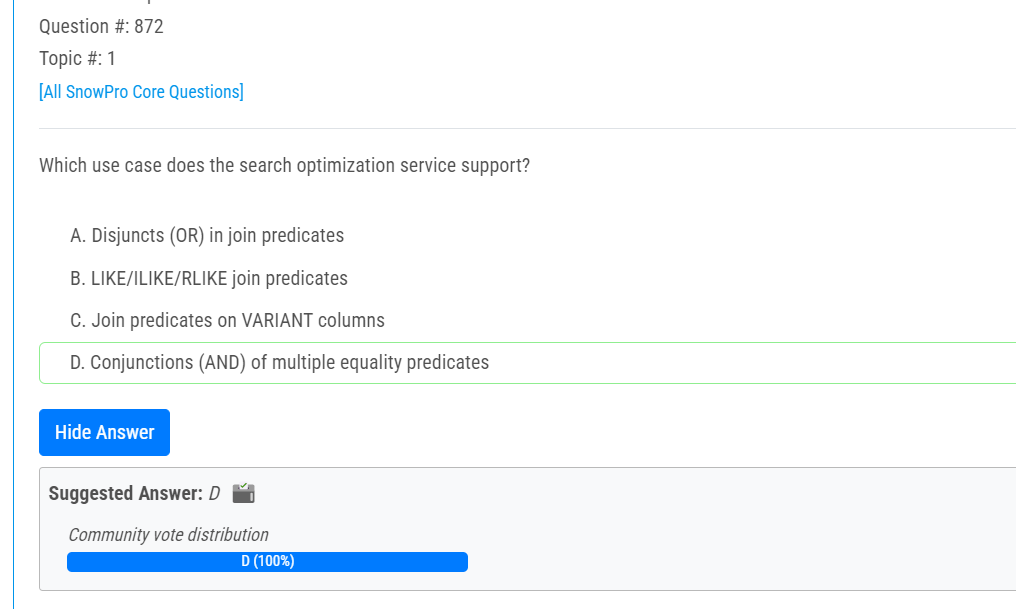 Question #: 872
Topic #: 1
[All SnowPro Core Questions]
Which use case does the search optimization service support?
A. Disjuncts (OR) in join predicates
B. LIKE/ILIKE/RLIKE join predicates
C. Join predicates on VARIANT columns
D. Conjunctions (AND) of multiple equality predicates
Hide Answer
Suggested Answer: D
Community vote distribution
D (100%)